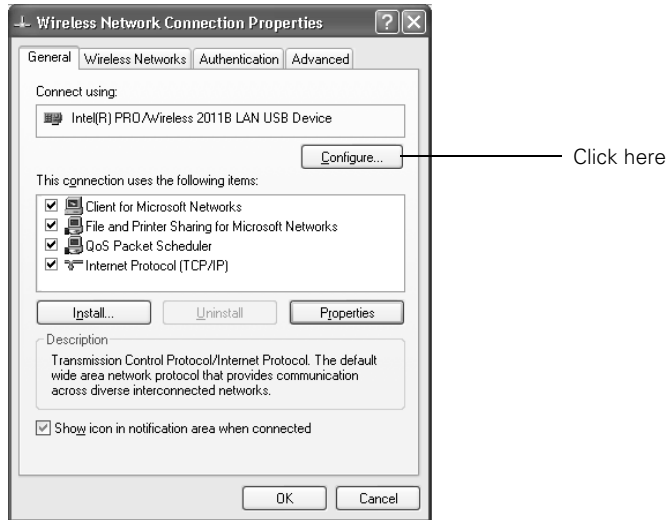 Wireless Network Connection Properties
General Wireless Networks Authentication Advanced
Connect using:
Intel(R) PRO/Wireless 2011B LAN USB Device
Configure...
Click here
This connection uses the following items:
Client for Microsoft Networks
File and Printer Sharing for Microsoft Networks
QoS Packet Scheduler
Internet Protocol (TCP/IP)
Install... Uninstall Properties
Description
Transmission Control Protocol/Internet Protocol. The default
wide area network protocol that provides communication
across diverse interconnected networks.
Show icon in notification area when connected
OK Cancel